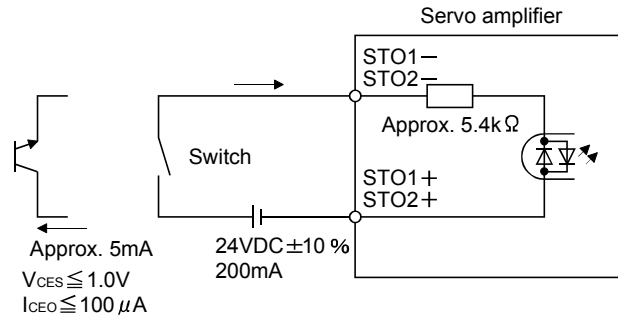 Servo amplifier
STO1−
STO2−
Approx. 5.4kΩ
Switch
STO1+
STO2+
Approx. 5mA
VCES≦1.0V
ICEO≦100μA
24VDC±10 %
200mA